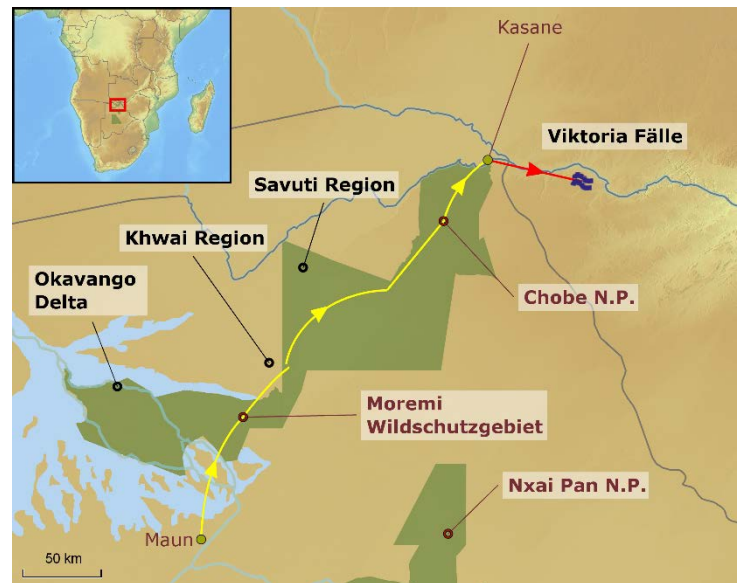 Kasane
Viktoria Fälle
Savuti Region
Khwai Region
Okavango
Delta
Chobe N.P.
Moremi
Wildschutzgebiet
Nxai Pan N.P.
Maun
50 km